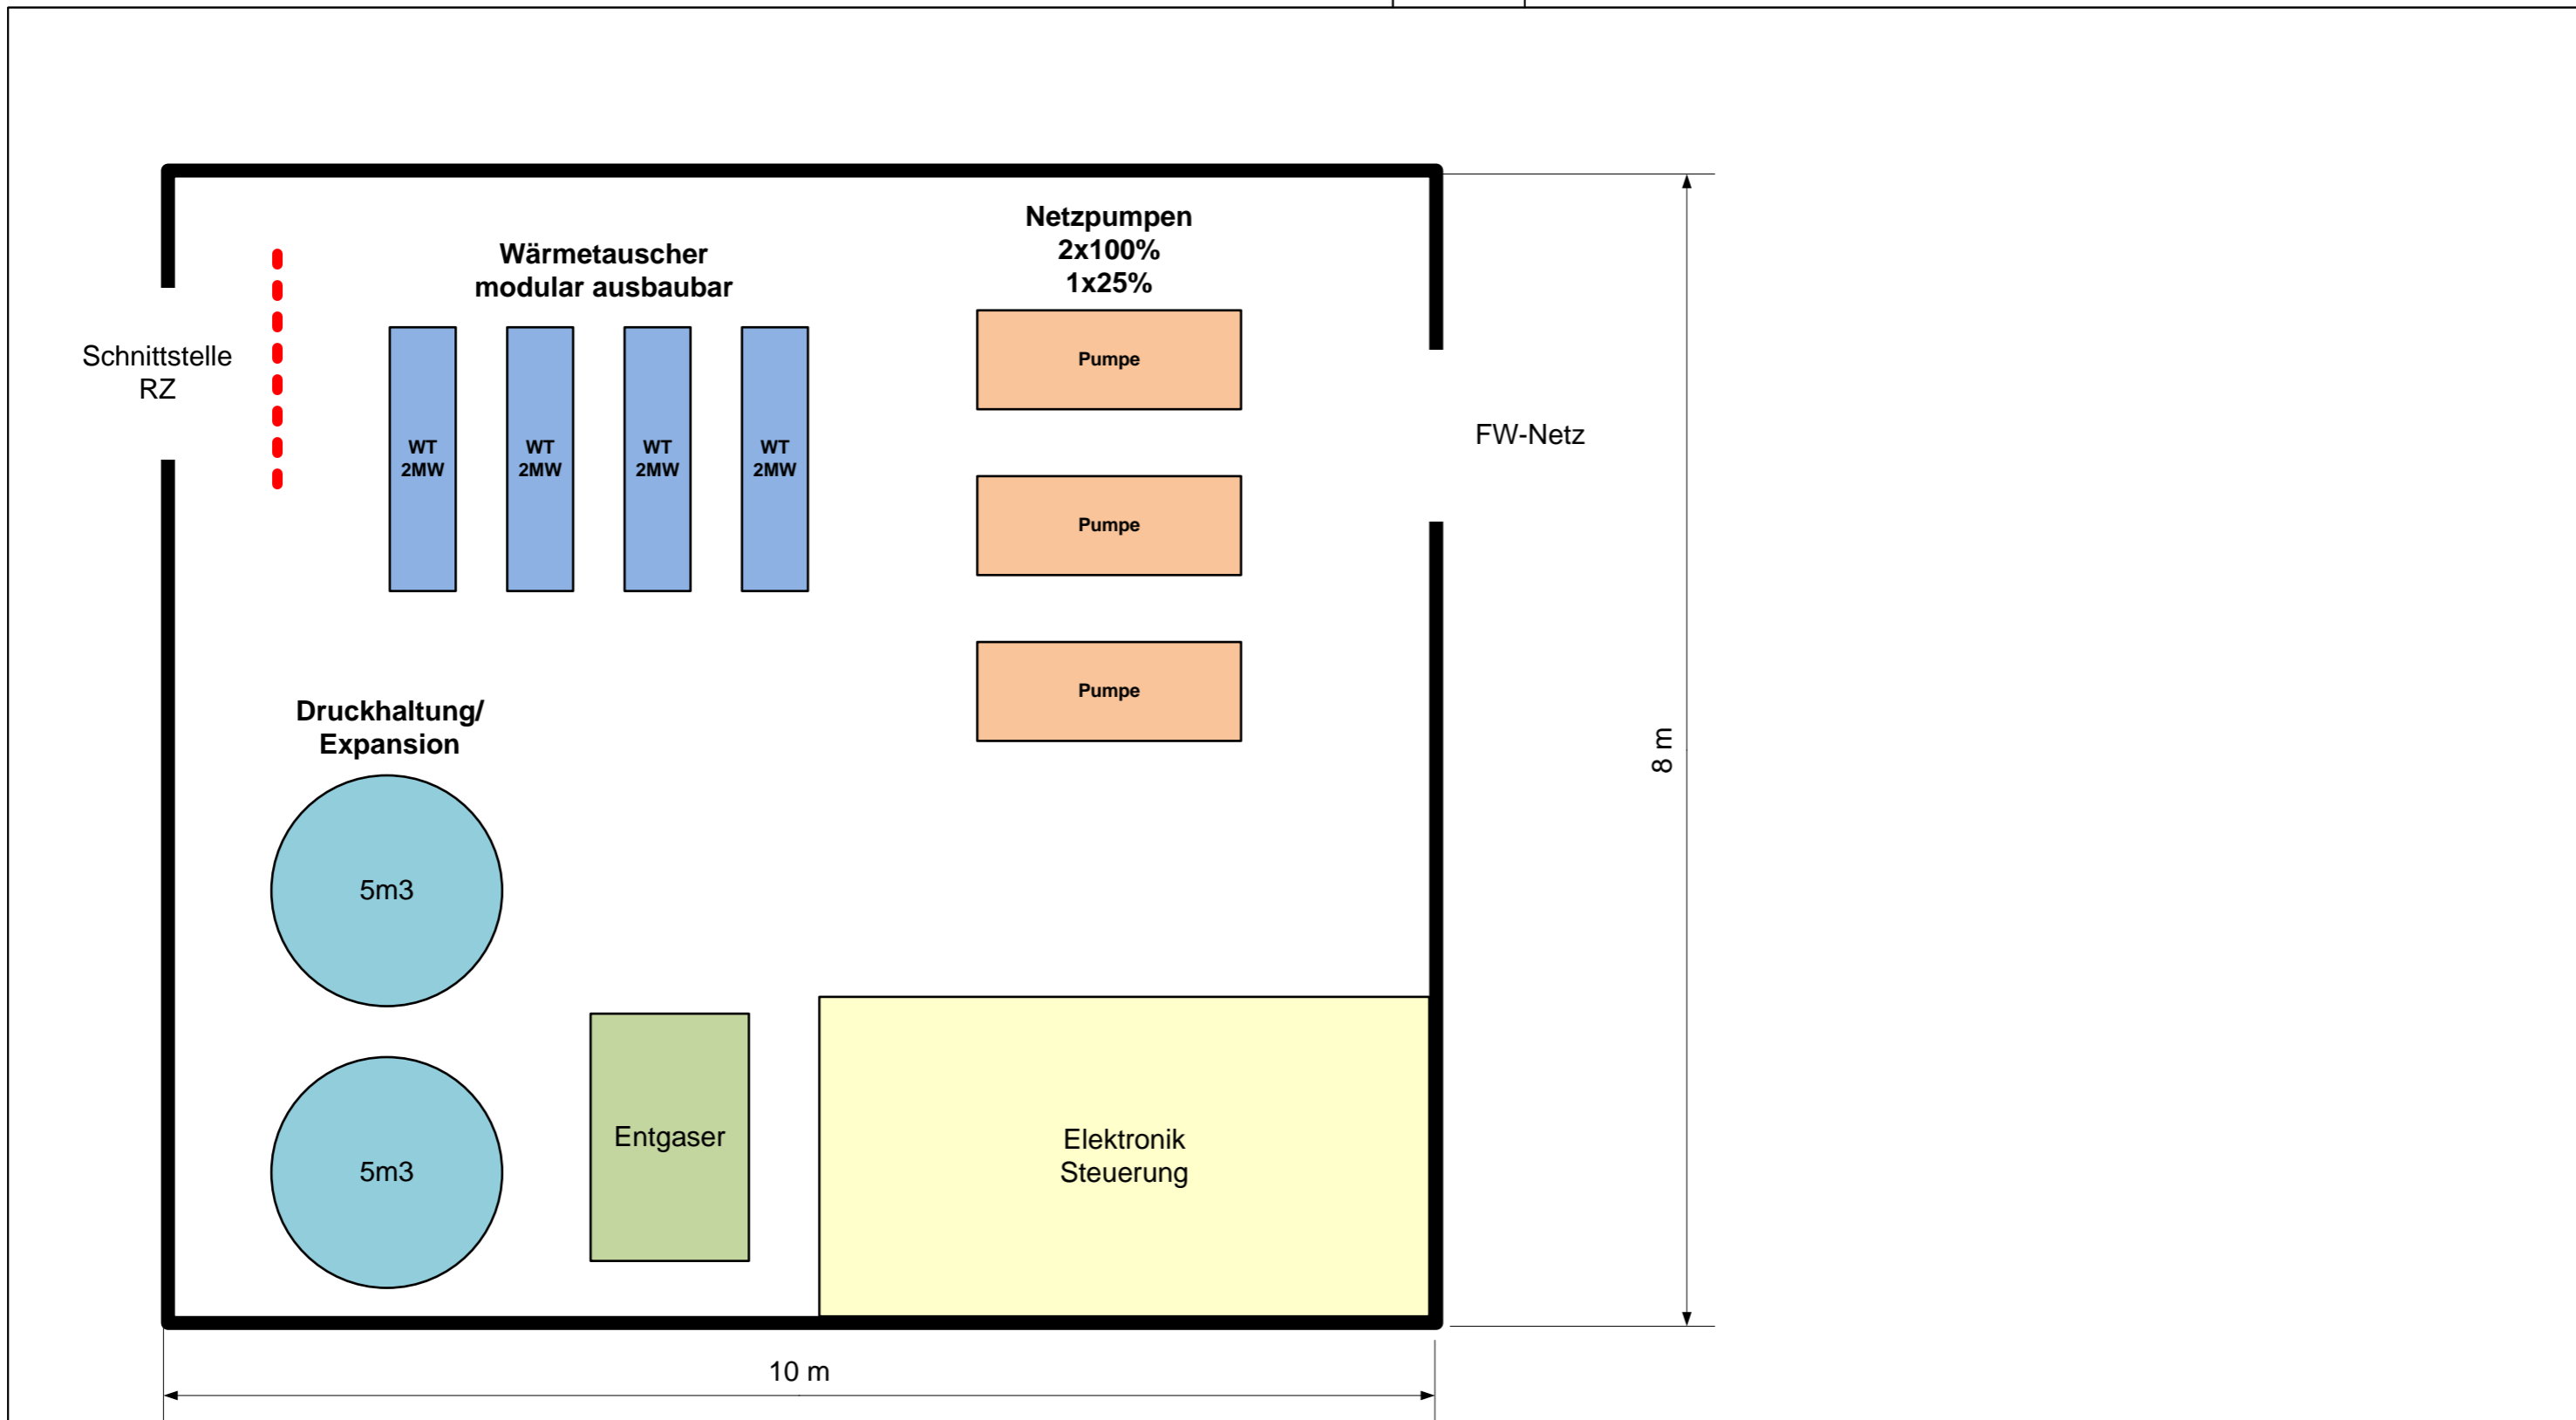 Netzpumpen
2x100%
1x25%
Wärmetauscher
modular ausbaubar
Schnittstelle
RZ
WT
2MW
WT
2MW
WT
2MW
WT
2MW
Pumpe
Pumpe
Pumpe
FW-Netz
Druckhaltung/
Expansion
5m3
5m3
Entgaser
Elektronik
Steuerung
8 m
10 m